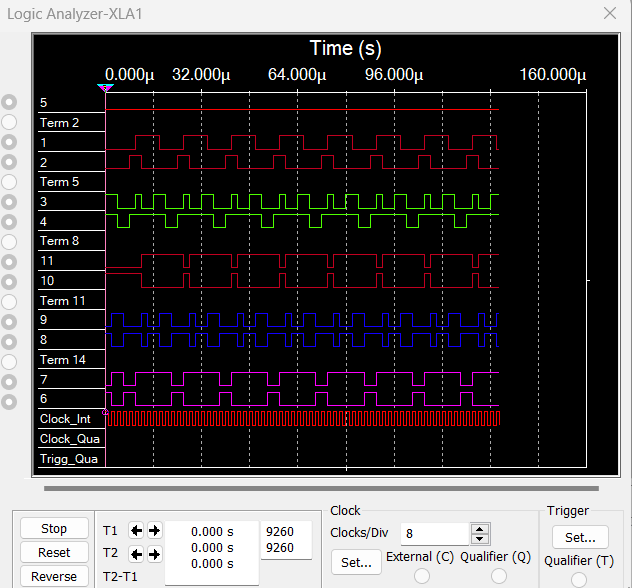 Logic Analyzer-XLA1
Time (s)
0.000µ 32.000µ 64.000µ 96.000µ 160.000µ
5
Term 2
1
2
Term 5
3
4
Term 8
11
10
Term 11
9
8
Term 14
7
6
Clock_Int
Clock_Qua
Trigg_Qua
Stop
Reset
Reverse
T1 0.000 s 9260
T2 0.000 s 9260
T2-T1 0.000 s
Clock
Clocks/Div 8
Set...
External (C) Qualifier (Q)
Trigger
Set...
Qualifier (T)